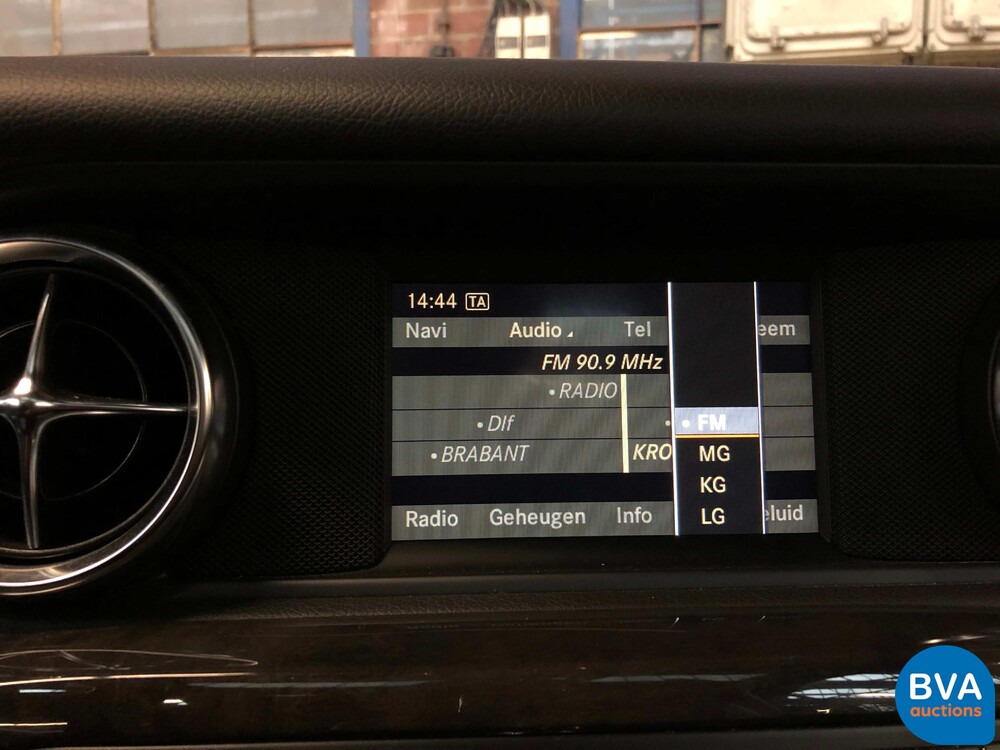 14:44 TA
Navi Audio Tel eem
FM 90.9 MHz
•RADIO
•Dlf • FM
•BRABANT KRO MG
KG
Radio Geheugen Info LG eluid
BVA
auctions